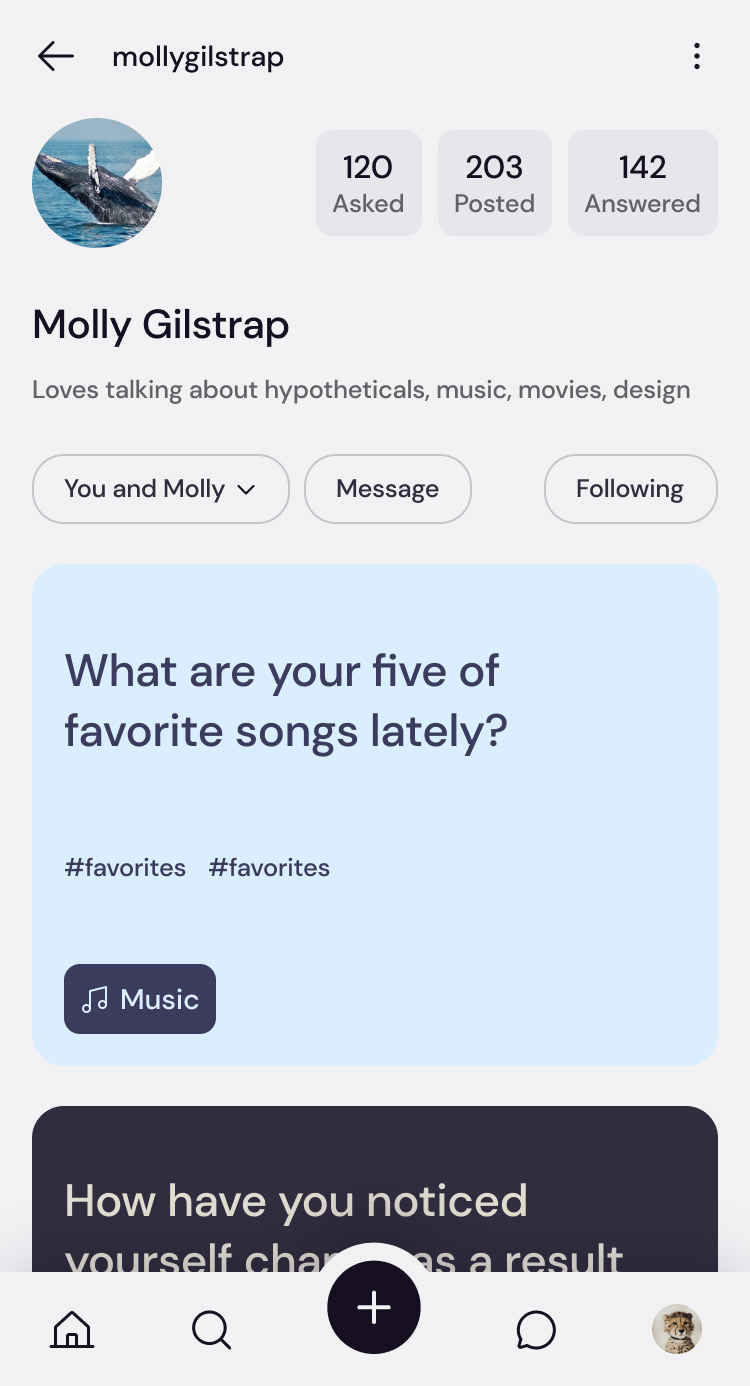 mollygilstrap
120 203 142
Asked Posted Answered
Molly Gilstrap
Loves talking about hypotheticals, music, movies, design
You and Molly Message Following
What are your five of
favorite songs lately?
#favorites #favorites
Music
How have you noticed
yourself as a result